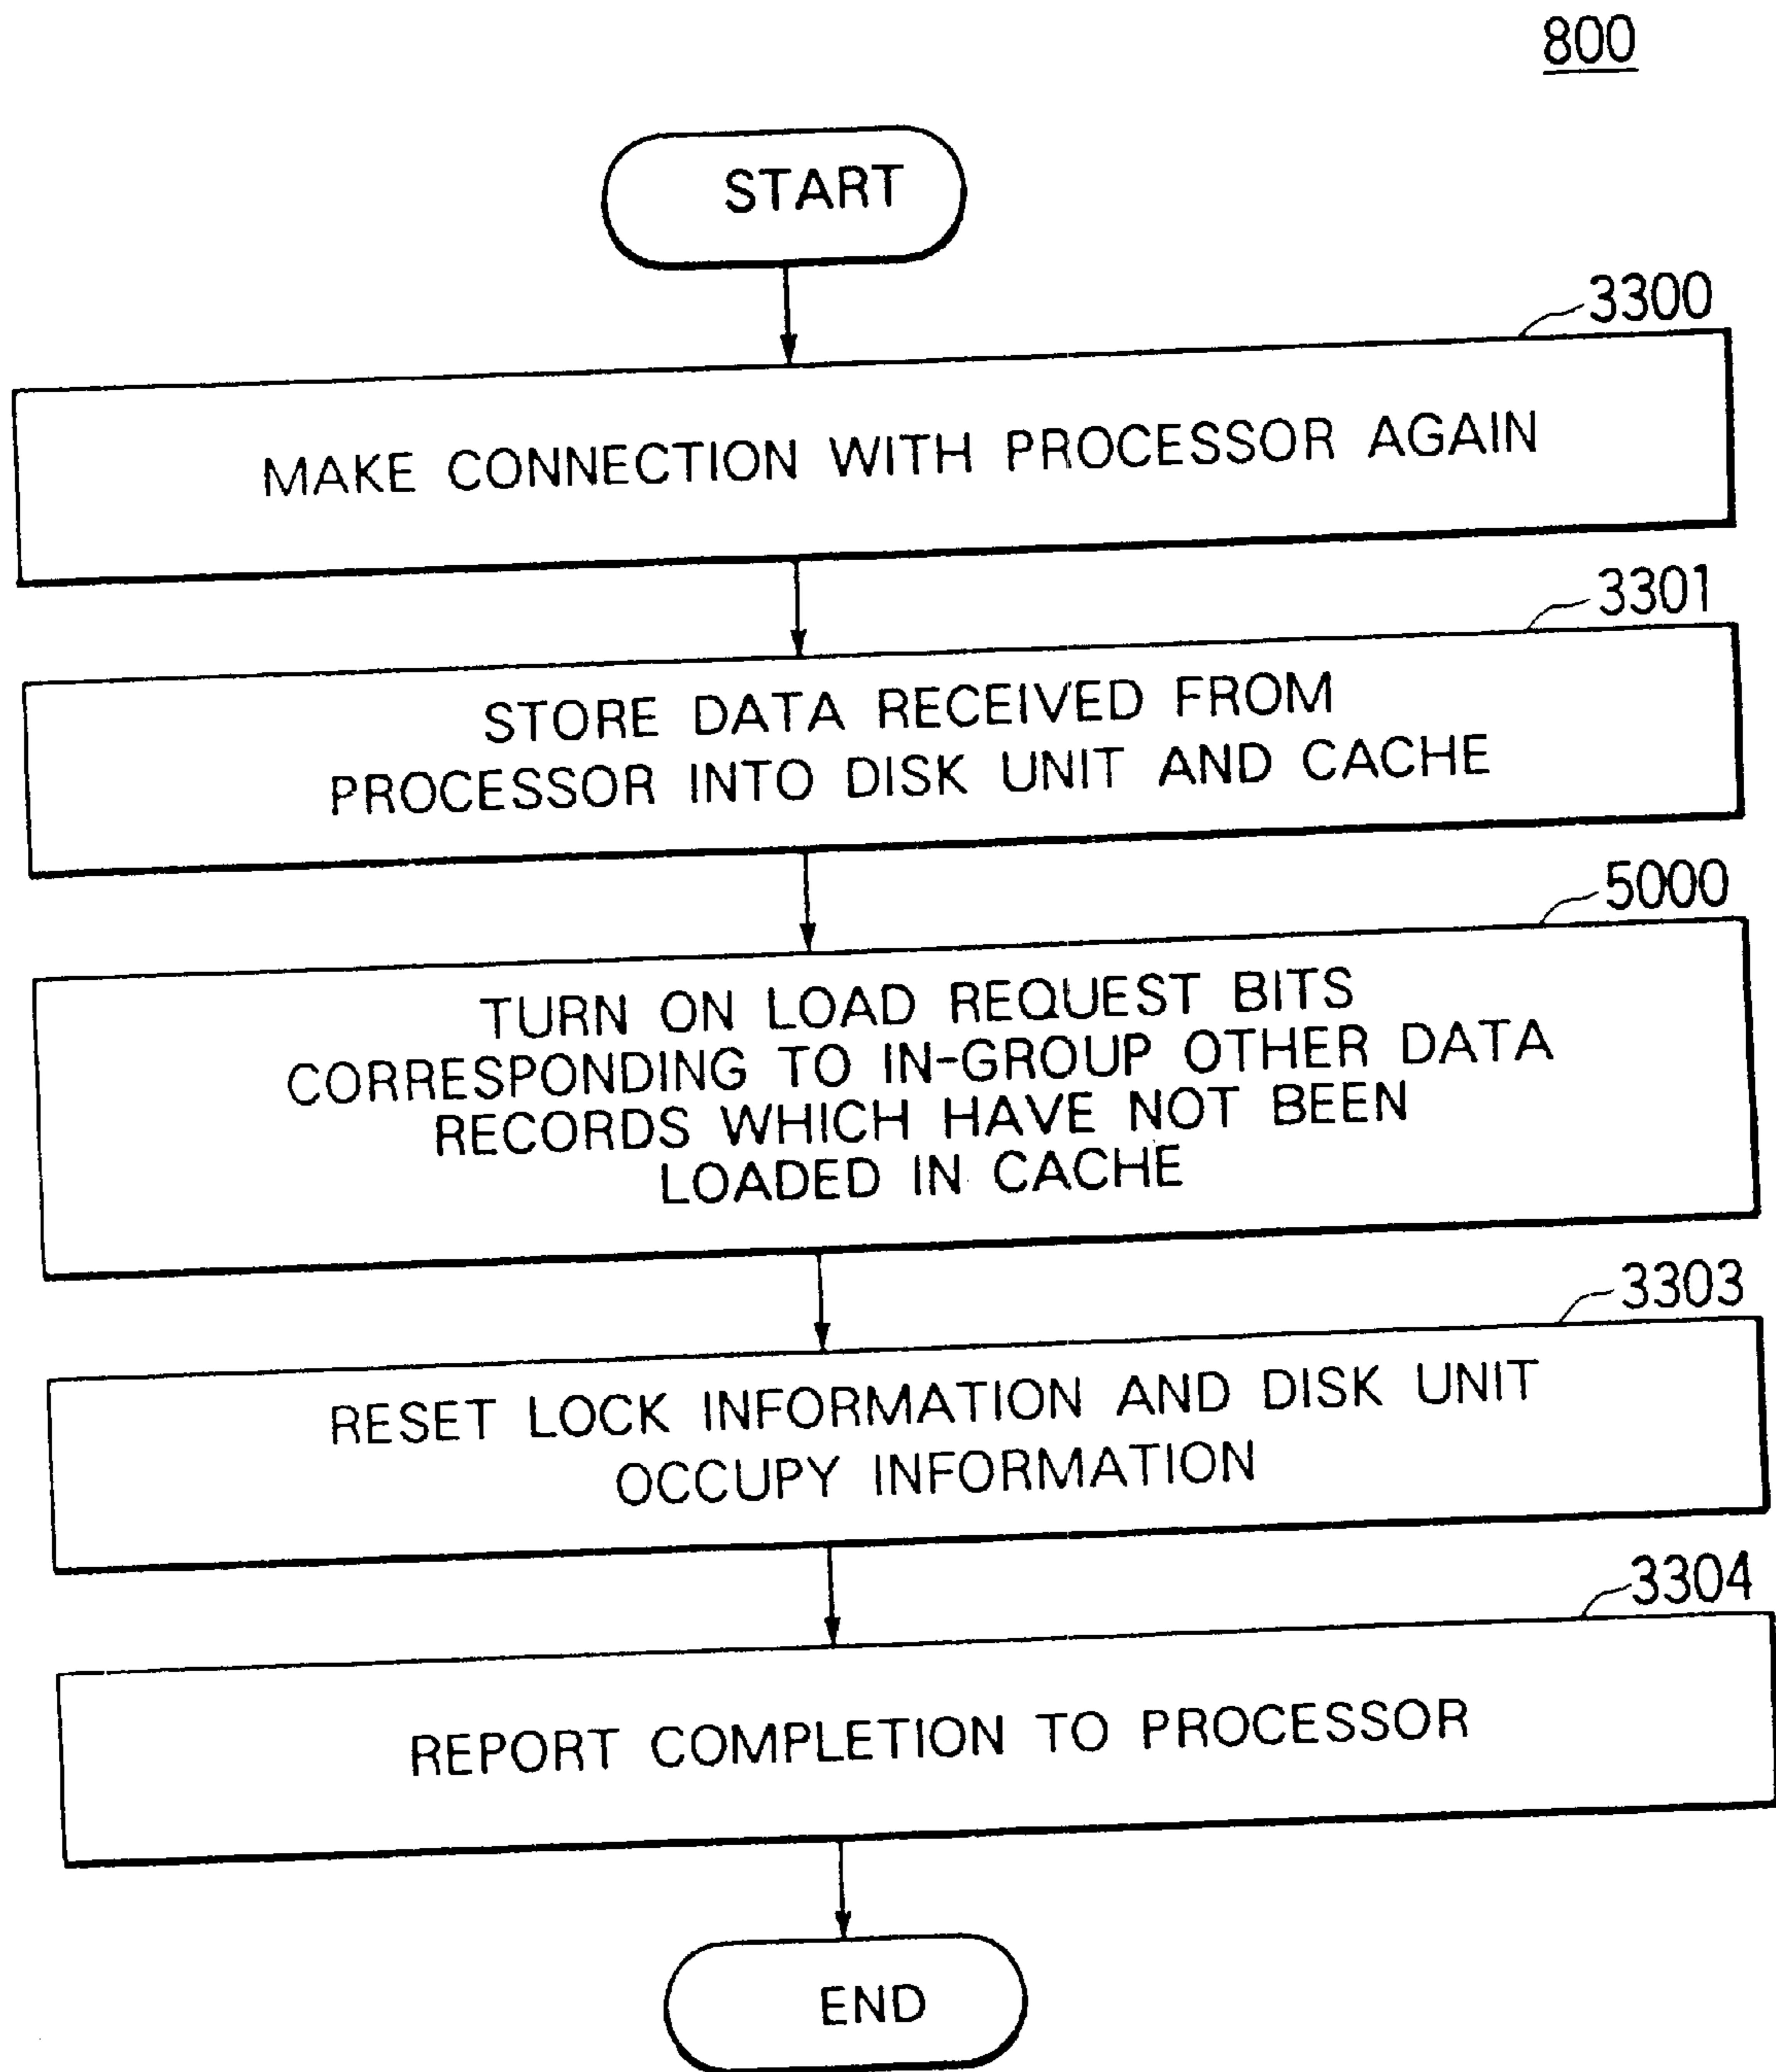 800
START
3300
MAKE CONNECTION WITH PROCESSOR AGAIN
3301
STORE DATA RECEIVED FROM
PROCESSOR INTO DISK UNIT AND CACHE
5000
TURN ON LOAD REQUEST BITS
CORRESPONDING TO IN-GROUP OTHER DATA
RECORDS WHICH HAVE NOT BEEN
LOADED IN CACHE
3303
RESET LOCK INFORMATION AND DISK UNIT
OCCUPY INFORMATION
3304
REPORT COMPLETION TO PROCESSOR
END